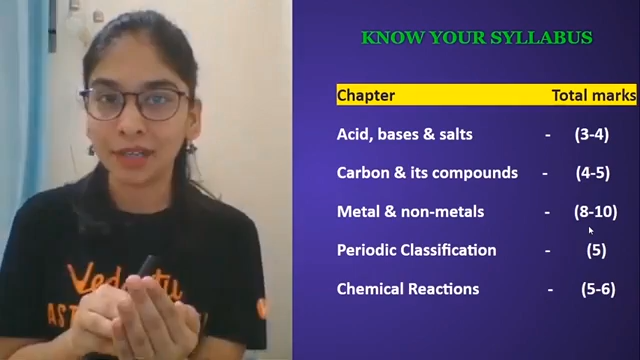 KNOW YOUR SYLLABUS
Chapter Total marks
Acid, bases & salts - (3-4)
Carbon & its compounds - (4-5)
Metal & non-metals - (8-10)
Periodic Classification - (5)
Chemical Reactions - (5-6)